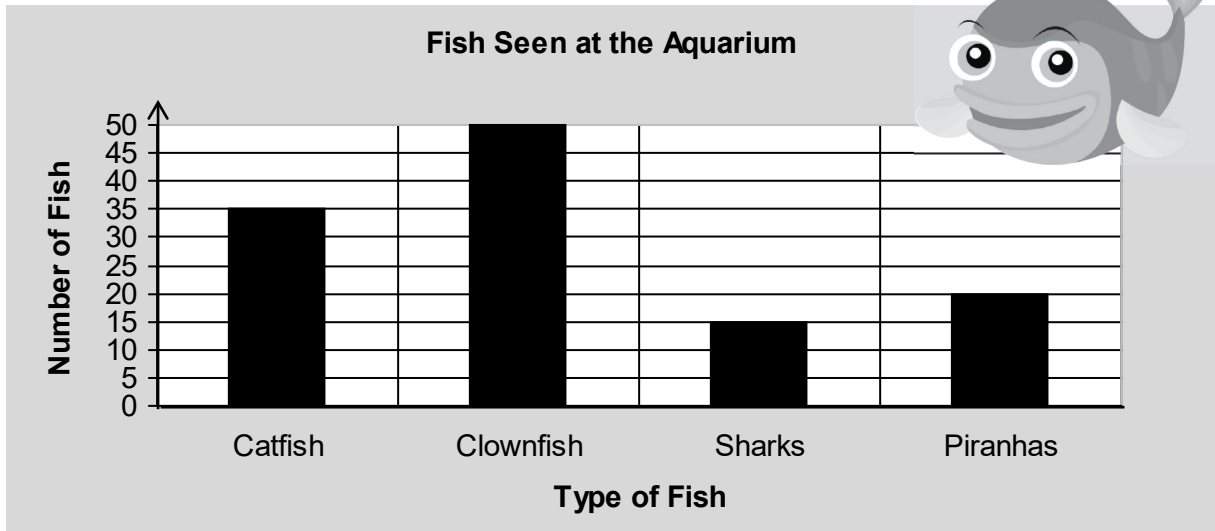 Fish Seen at the Aquarium
Number of Fish
50
45
40
35
30
25
20
15
10
5
0
Catfish Clownfish Sharks Piranhas
Type of Fish